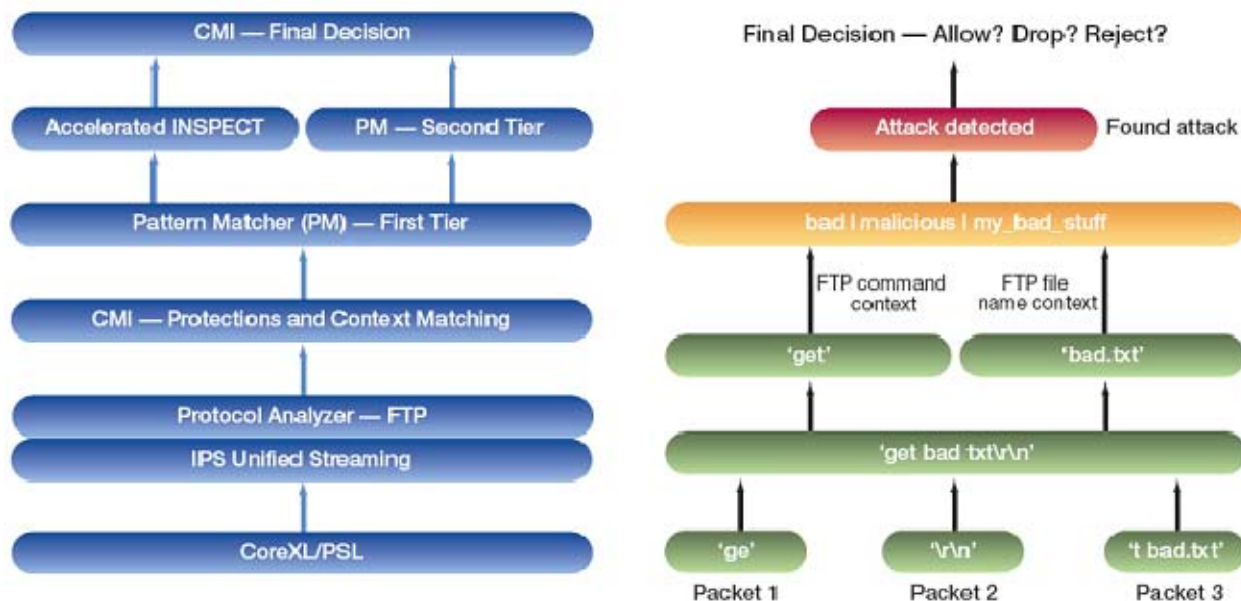 CMI — Final Decision
Accelerated INSPECT
PM — Second Tier
Pattern Matcher (PM) — First Tier
CMI — Protections and Context Matching
Protocol Analyzer — FTP
IPS Unified Streaming
CoreXL/PSL
Final Decision — Allow? Drop? Reject?
Attack detected
Found attack
bad | malicious | my_bad_stuff
FTP command
context
FTP file
name context
'get'
'bad.txt'
'get bad txt\r\n'
'ge'
'\r\n'
't bad.txt'
Packet 1
Packet 2
Packet 3